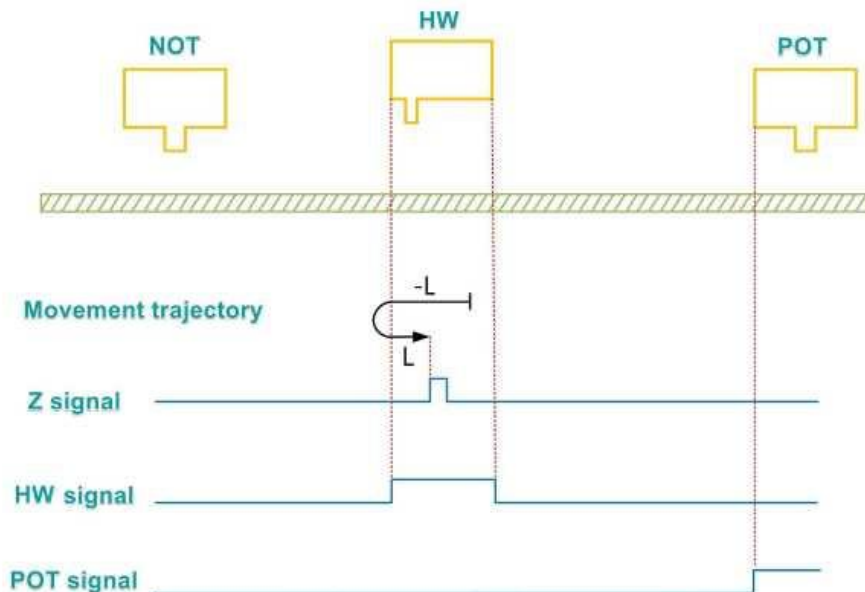 HW
NOT
POT
-L
Movement trajectory
L
Z signal
HW signal
POT signal